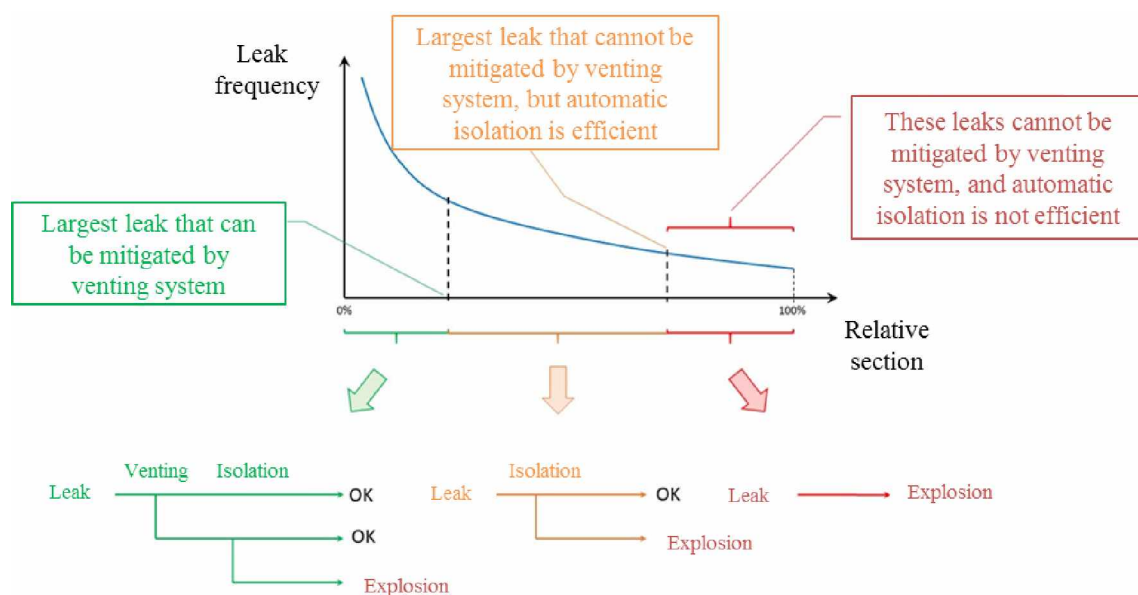 Leak
frequency
Largest leak that cannot be
mitigated by venting
system, but automatic
isolation is efficient
These leaks cannot be
mitigated by venting
system, and automatic
isolation is not efficient
Largest leak that can
be mitigated by
venting system
0%
100%
Relative
section
Venting
Isolation
Leak
OK
OK
Explosion
Isolation
Leak
OK
Explosion
Leak
Explosion